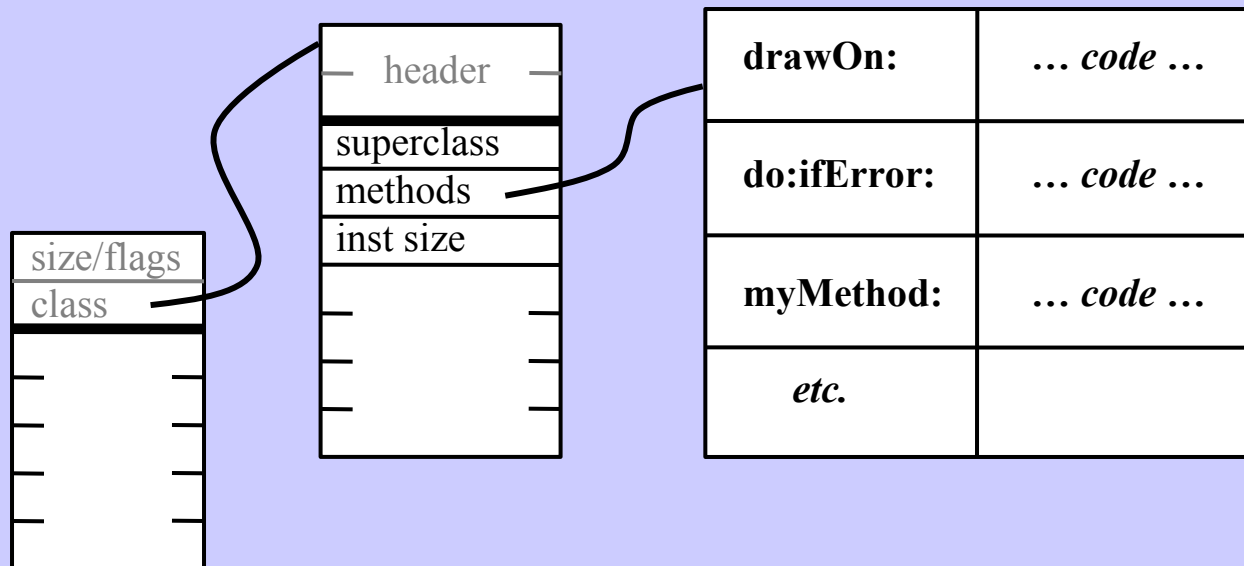 size/flags
class
header
superclass
methods
inst size
drawOn: … code …
do:ifError: … code …
myMethod: … code …
etc.